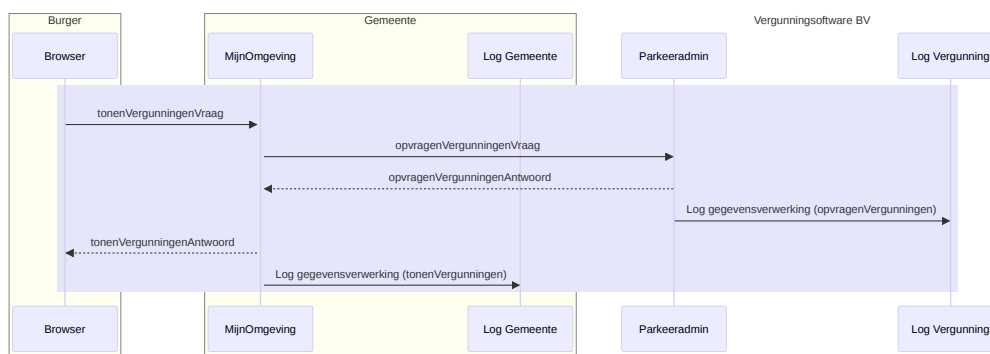 Burger
Gemeente
Vergunningsoftware BV
Browser
MijnOmgeving
Log Gemeente
Parkeeradmin
Log Vergunning
tonenVergunningenVraag
opvragenVergunningenVraag
opvragenVergunningenAntwoord
Log gegevensverwerking (opvragenVergunningen)
tonenVergunningenAntwoord
Log gegevensverwerking (tonenVergunningen)
Browser
MijnOmgeving
Log Gemeente
Parkeeradmin
Log Vergunning